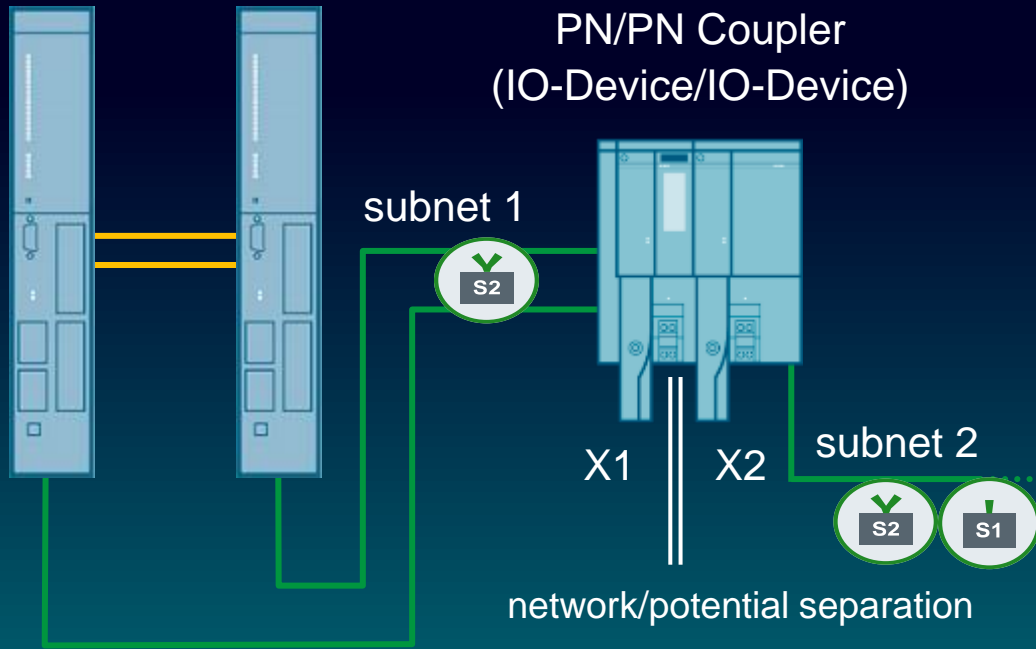 PN/PN Coupler
(IO-Device/IO-Device)
subnet 1
S2
X1
X2
subnet 2
S2
S1
network/potential separation